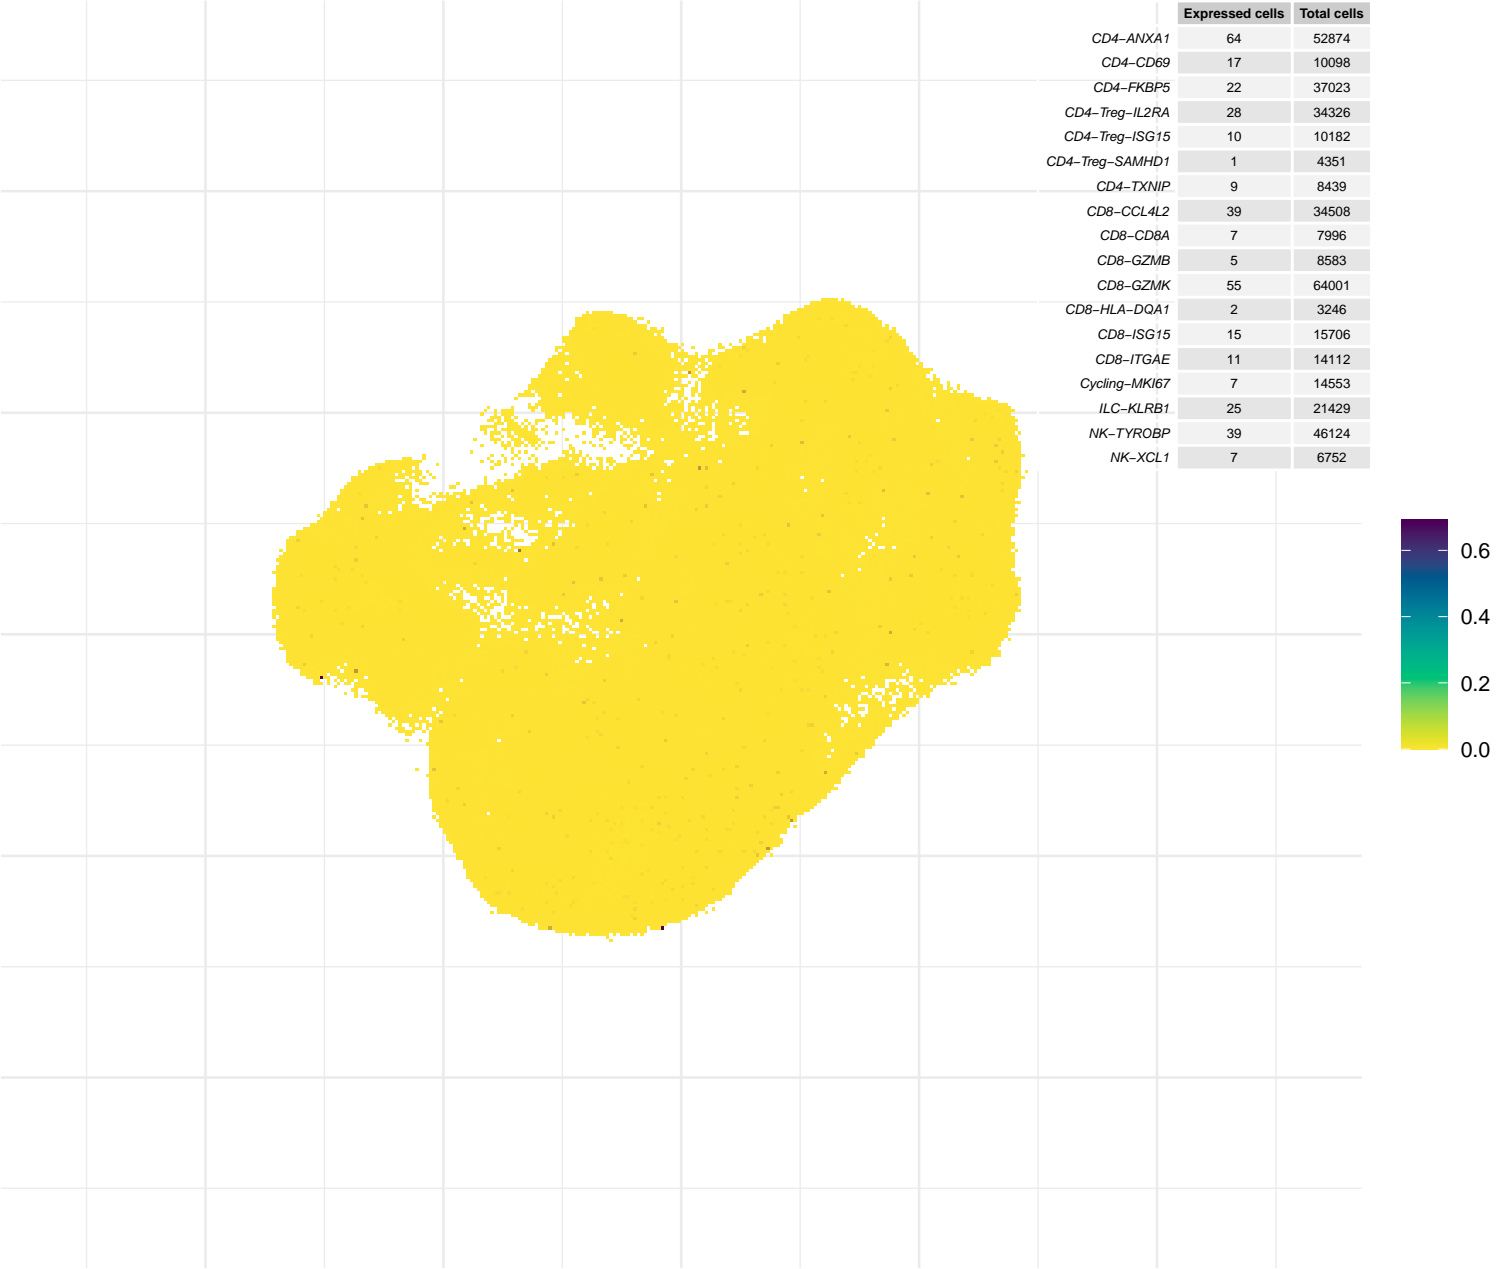 Expressed cells Total cells
CD4−ANXA1 64 52874
CD4−CD69 17 10098
CD4−FKBP5 22 37023
CD4−Treg−IL2RA 28 34326
CD4−Treg−ISG15 10 10182
CD4−Treg−SAMHD1 1 4351
CD4−TXNIP 9 8439
CD8−CCL4L2 39 34508
CD8−CD8A 7 7996
CD8−GZMB 5 8583
CD8−GZMK 55 64001
CD8−HLA−DQA1 2 3246
CD8−ISG15 15 15706
CD8−ITGAE 11 14112
Cycling−MKI67 7 14553
ILC−KLRB1 25 21429
NK−TYROBP 39 46124
NK−XCL1 7 6752
0.6
0.4
0.2
0.0